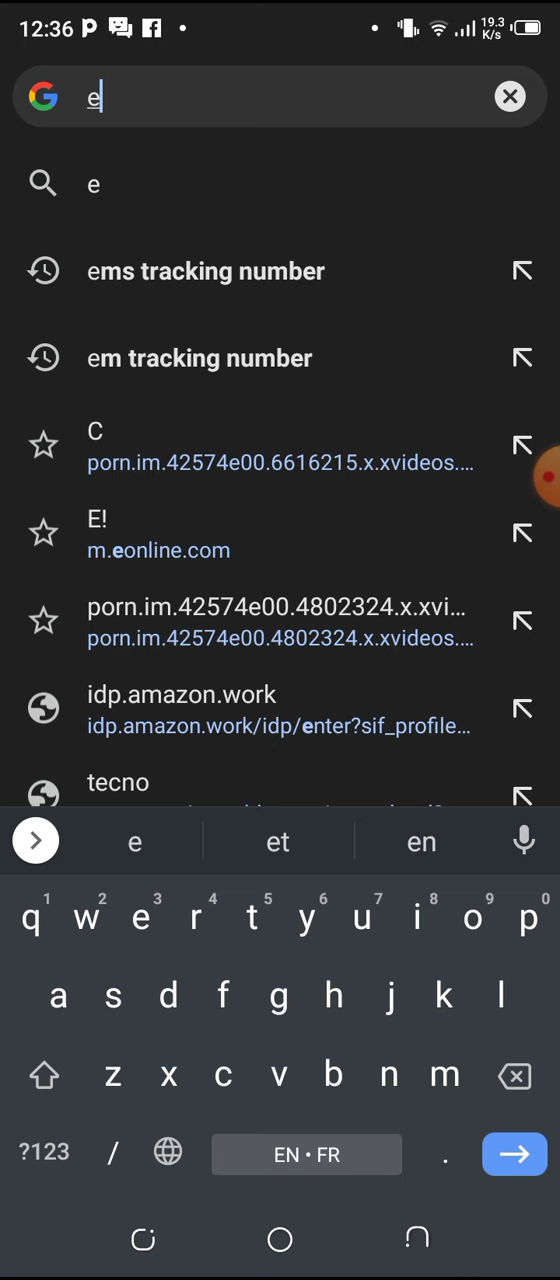 12:36
19.3
K/s
e
e
ems tracking number
em tracking number
C
porn.im.42574e00.6616215.x.xvideos....
E!
m.eonline.com
porn.im.42574e00.4802324.x.xvi...
porn.im.42574e00.4802324.x.xvideos....
idp.amazon.work
idp.amazon.work/idp/enter?sif_profile...
tecno
e et en
1 2 3 4 5 6 7 8 9 0
q w e r t y u i o p
a s d f g h j k l
z x c v b n m
?123 / EN • FR .